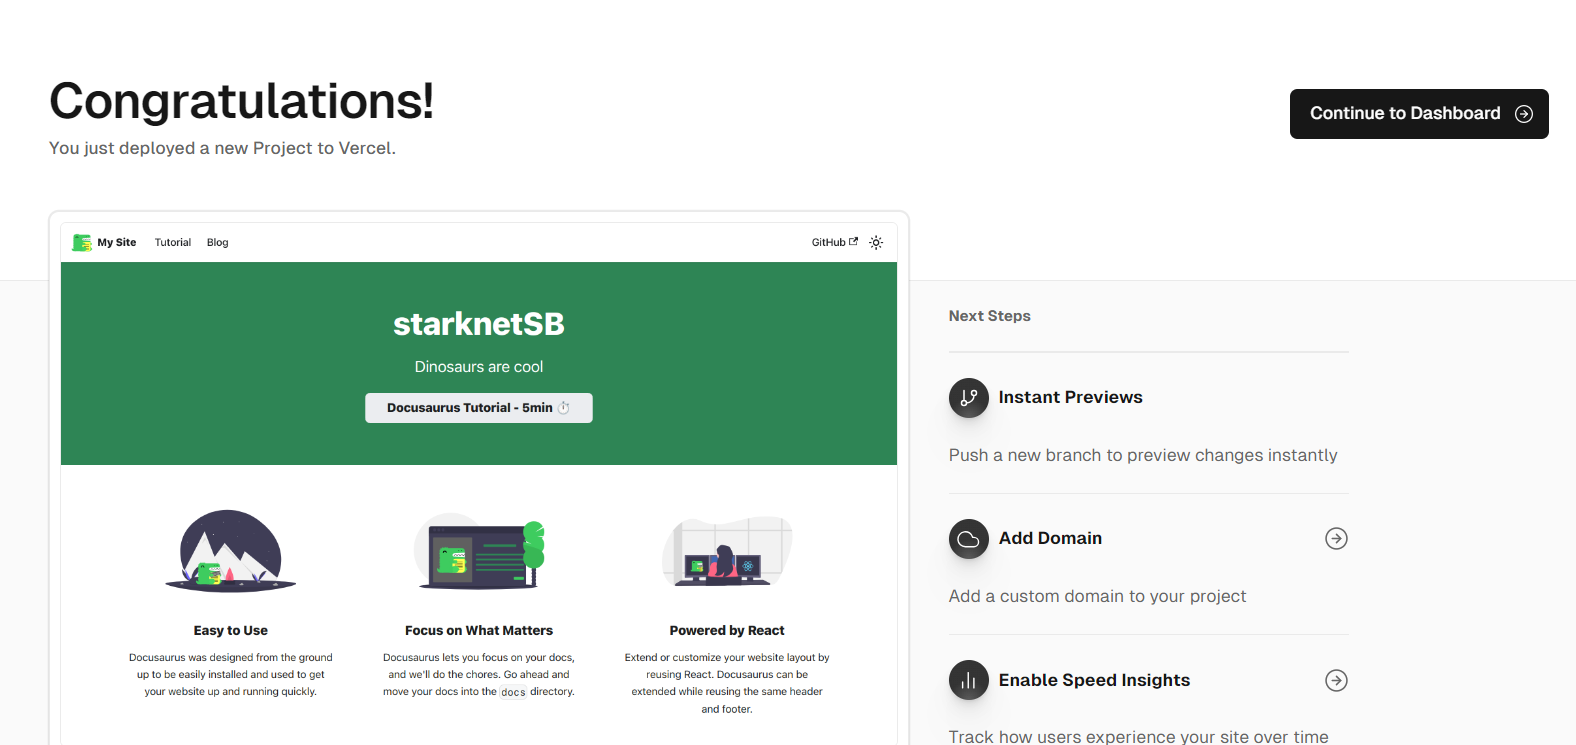 Congratulations!
You just deployed a new Project to Vercel.
Continue to Dashboard
My Site
Tutorial
Blog
GitHub
starknetSB
Dinosaurs are cool
Docusaurus Tutorial - 5min ⏱️
Easy to Use
Docusaurus was designed from the ground
up to be easily installed and used to get
your website up and running quickly.
Focus on What Matters
Docusaurus lets you focus on your docs,
and we'll do the chores. Go ahead and
move your docs into the docs directory.
Powered by React
Extend or customize your website layout by
reusing React. Docusaurus can be
extended while reusing the same header
and footer.
Next Steps
Instant Previews
Push a new branch to preview changes instantly
Add Domain
Add a custom domain to your project
Enable Speed Insights
Track how users experience your site over time